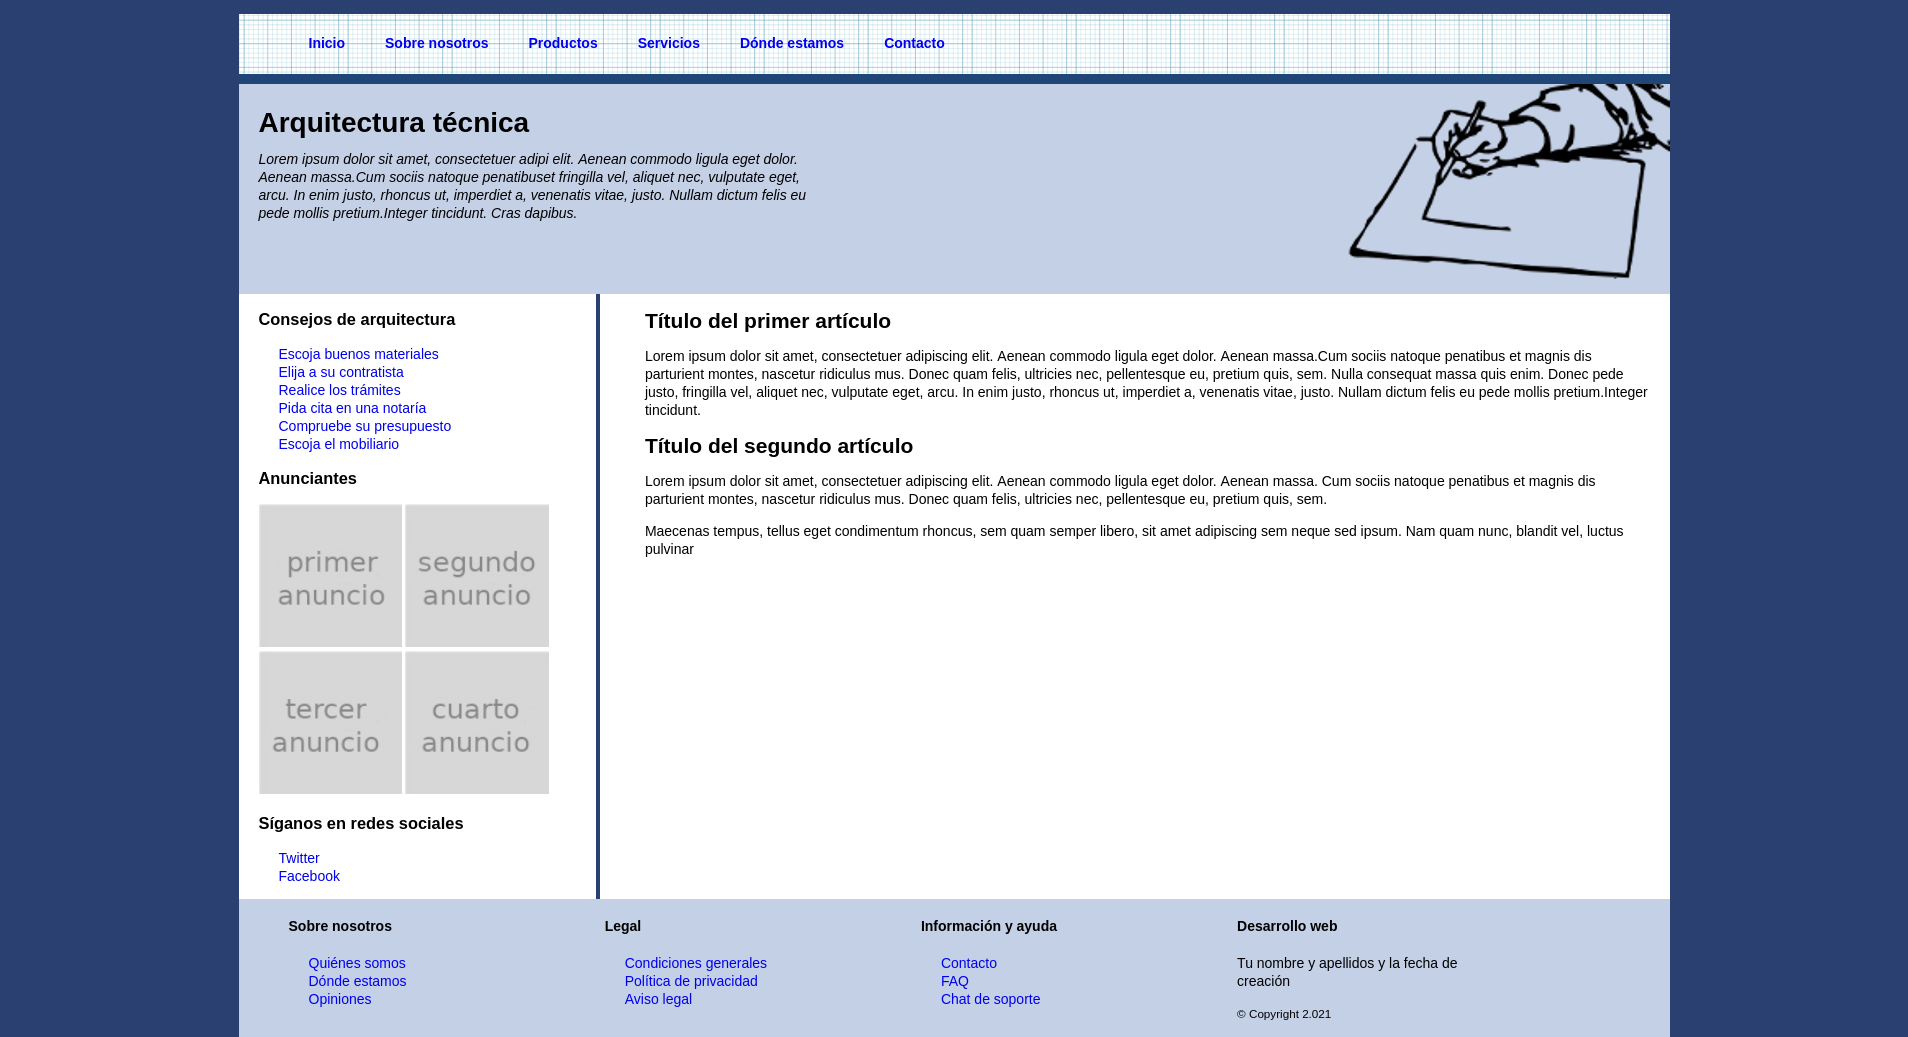 Inicio Sobre nosotros Productos Servicios Dónde estamos Contacto
Arquitectura técnica
Lorem ipsum dolor sit amet, consectetuer adipi elit. Aenean commodo ligula eget dolor.
Aenean massa.Cum sociis natoque penatibuset fringilla vel, aliquet nec, vulputate eget,
arcu. In enim justo, rhoncus ut, imperdiet a, venenatis vitae, justo. Nullam dictum felis eu
pede mollis pretium.Integer tincidunt. Cras dapibus.
Consejos de arquitectura
Escoja buenos materiales
Elija a su contratista
Realice los trámites
Pida cita en una notaría
Compruebe su presupuesto
Escoja el mobiliario
Anunciantes
primer
anuncio
segundo
anuncio
tercer
anuncio
cuarto
anuncio
Síganos en redes sociales
Twitter
Facebook
Título del primer artículo
Lorem ipsum dolor sit amet, consectetuer adipiscing elit. Aenean commodo ligula eget dolor. Aenean massa.Cum sociis natoque penatibus et magnis dis
parturient montes, nascetur ridiculus mus. Donec quam felis, ultricies nec, pellentesque eu, pretium quis, sem. Nulla consequat massa quis enim. Donec pede
justo, fringilla vel, aliquet nec, vulputate eget, arcu. In enim justo, rhoncus ut, imperdiet a, venenatis vitae, justo. Nullam dictum felis eu pede mollis pretium.Integer
tincidunt.
Título del segundo artículo
Lorem ipsum dolor sit amet, consectetuer adipiscing elit. Aenean commodo ligula eget dolor. Aenean massa. Cum sociis natoque penatibus et magnis dis
parturient montes, nascetur ridiculus mus. Donec quam felis, ultricies nec, pellentesque eu, pretium quis, sem.
Maecenas tempus, tellus eget condimentum rhoncus, sem quam semper libero, sit amet adipiscing sem neque sed ipsum. Nam quam nunc, blandit vel, luctus
pulvinar
Sobre nosotros
Quiénes somos
Dónde estamos
Opiniones
Legal
Condiciones generales
Política de privacidad
Aviso legal
Información y ayuda
Contacto
FAQ
Chat de soporte
Desarrollo web
Tu nombre y apellidos y la fecha de
creación
© Copyright 2.021